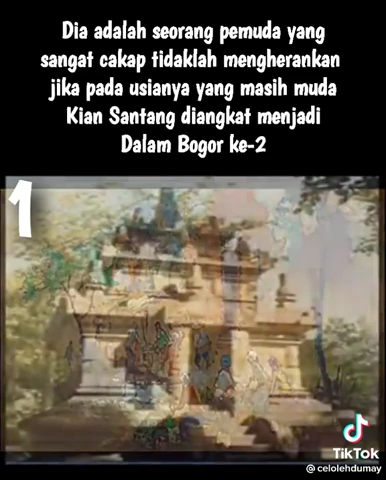 Dia adalah seorang pemuda yang
sangat cakap tidaklah mengherankan
jika pada usianya yang masih muda
Kian Santang diangkat menjadi
Dalam Bogor ke-2
1
TikTok
@celolehdumay